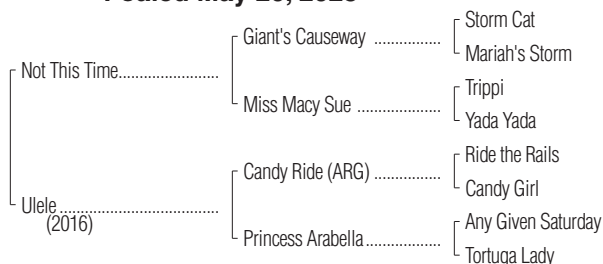 Storm Cat
Giant's Causeway ................
Mariah's Storm
Not This Time.......................
Trippi
Miss Macy Sue ....................
Yada Yada
Ride the Rails
Candy Ride (ARG) ................
Candy Girl
Ulele ....................................
(2016)
Any Given Saturday
Princess Arabella..................
Tortuga Lady